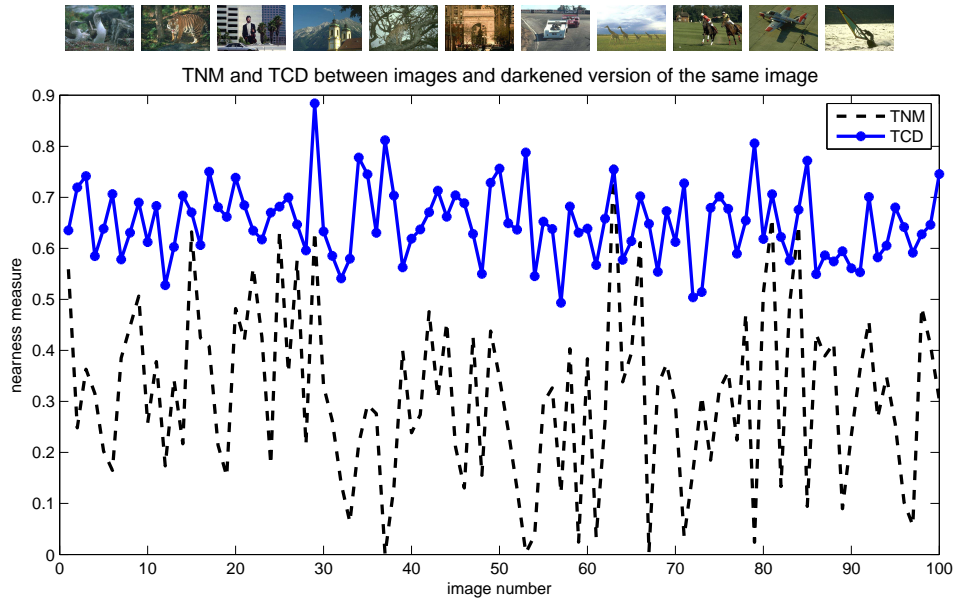 TNM and TCD between images and darkened version of the same image
0.9
0.8
0.7
0.6
0.5
0.4
0.3
0.2
0.1
0
nearness measure
TNM
TCD
0 10 20 30 40 50 60 70 80 90 100
image number